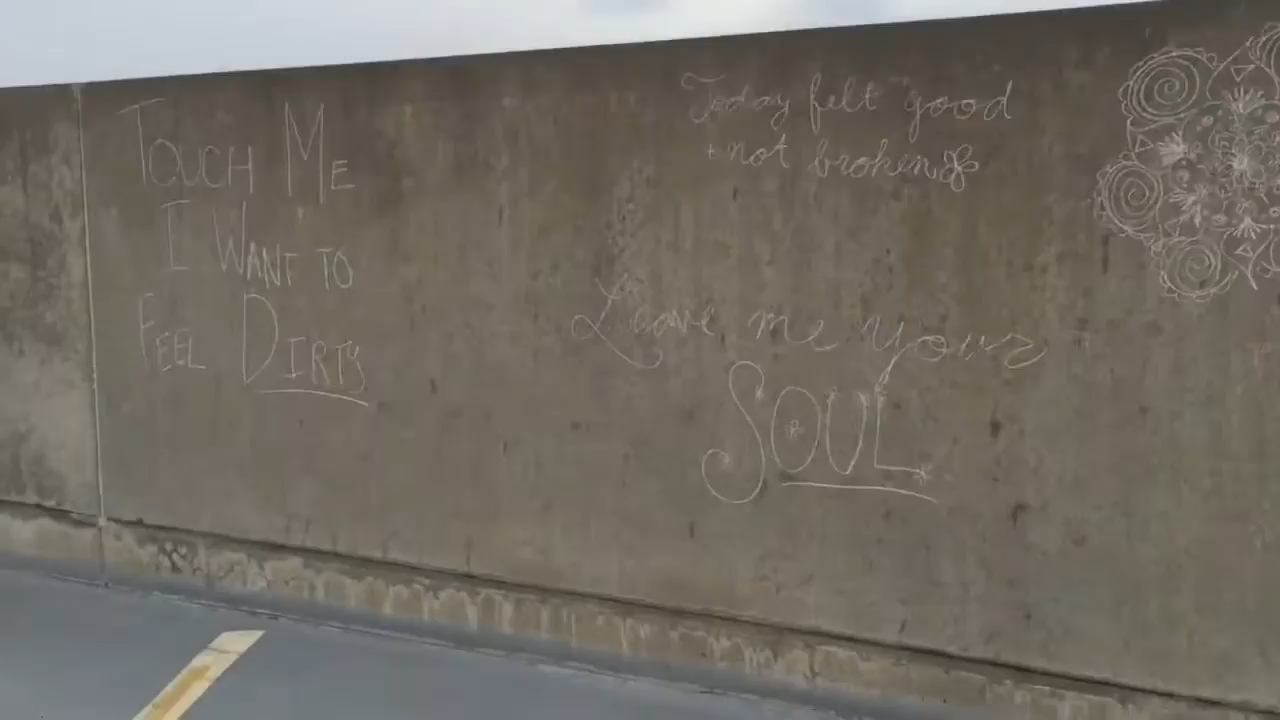 TOUCH ME
I WANT TO
FEEL DIRTY
Today felt good
+ not broken
Leave me your
SOUL